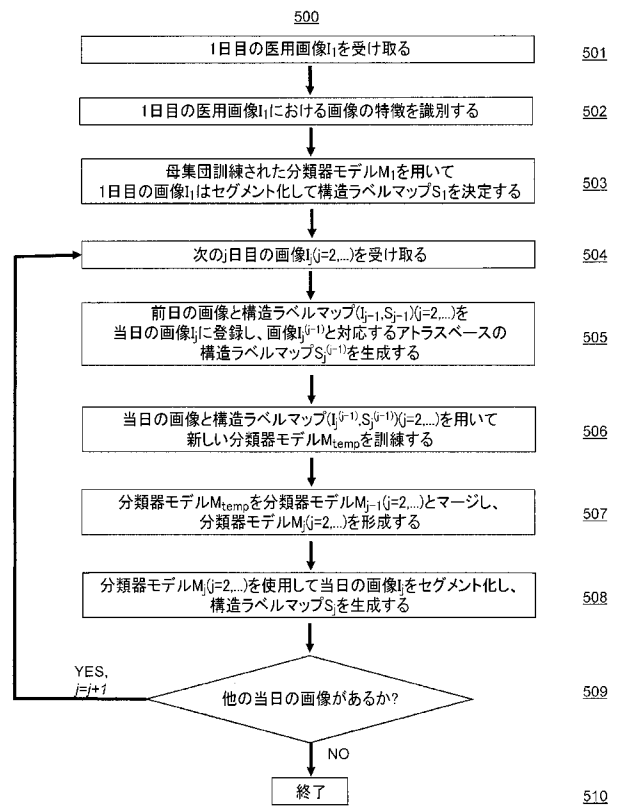 500
1日目の医用画像I₁を受け取る
501
1日目の医用画像I₁における画像の特徴を識別する
502
母集団訓練された分類器モデルM₁を用いて
1日目の画像I₁はセグメント化して構造ラベルマップS₁を決定する
503
次のj日目の画像Iⱼ(j=2,...)を受け取る
504
前日の画像と構造ラベルマップ(Iⱼ₋₁,Sⱼ₋₁)(j=2,...)を
当日の画像Iⱼに登録し、画像Iⱼ⁽ʲ⁻¹⁾と対応するアトラスベースの
構造ラベルマップSⱼ⁽ʲ⁻¹⁾を生成する
505
当日の画像と構造ラベルマップ(Iⱼ⁽ʲ⁻¹⁾,Sⱼ⁽ʲ⁻¹⁾)(j=2,...)を用いて
新しい分類器モデルMtempを訓練する
506
分類器モデルMtempを分類器モデルMⱼ₋₁(j=2,...)とマージし、
分類器モデルMⱼ(j=2,...)を形成する
507
分類器モデルMⱼ(j=2,...)を使用して当日の画像Iⱼをセグメント化し、
構造ラベルマップSⱼを生成する
508
YES,
j=j+1
他の当日の画像があるか?
509
NO
終了
510